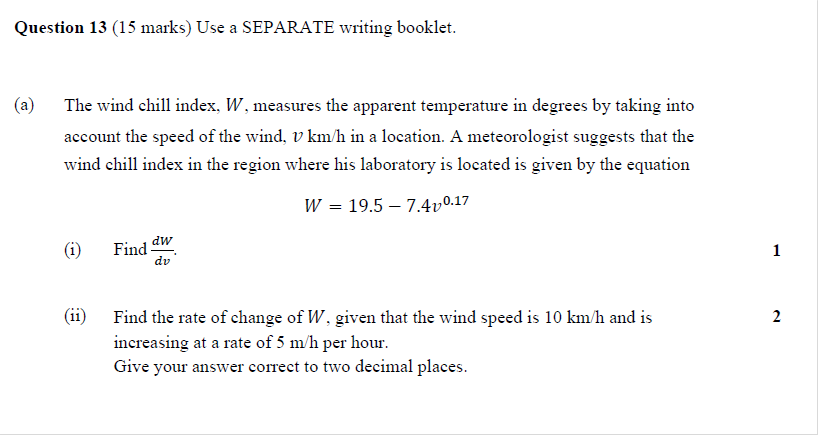 Question 13 (15 marks) Use a SEPARATE writing booklet.
(a) The wind chill index, W, measures the apparent temperature in degrees by taking into
account the speed of the wind, v km/h in a location. A meteorologist suggests that the
wind chill index in the region where his laboratory is located is given by the equation
W = 19.5 – 7.4v^0.17
(i) Find dW/dv. 1
(ii) Find the rate of change of W, given that the wind speed is 10 km/h and is 2
increasing at a rate of 5 m/h per hour.
Give your answer correct to two decimal places.